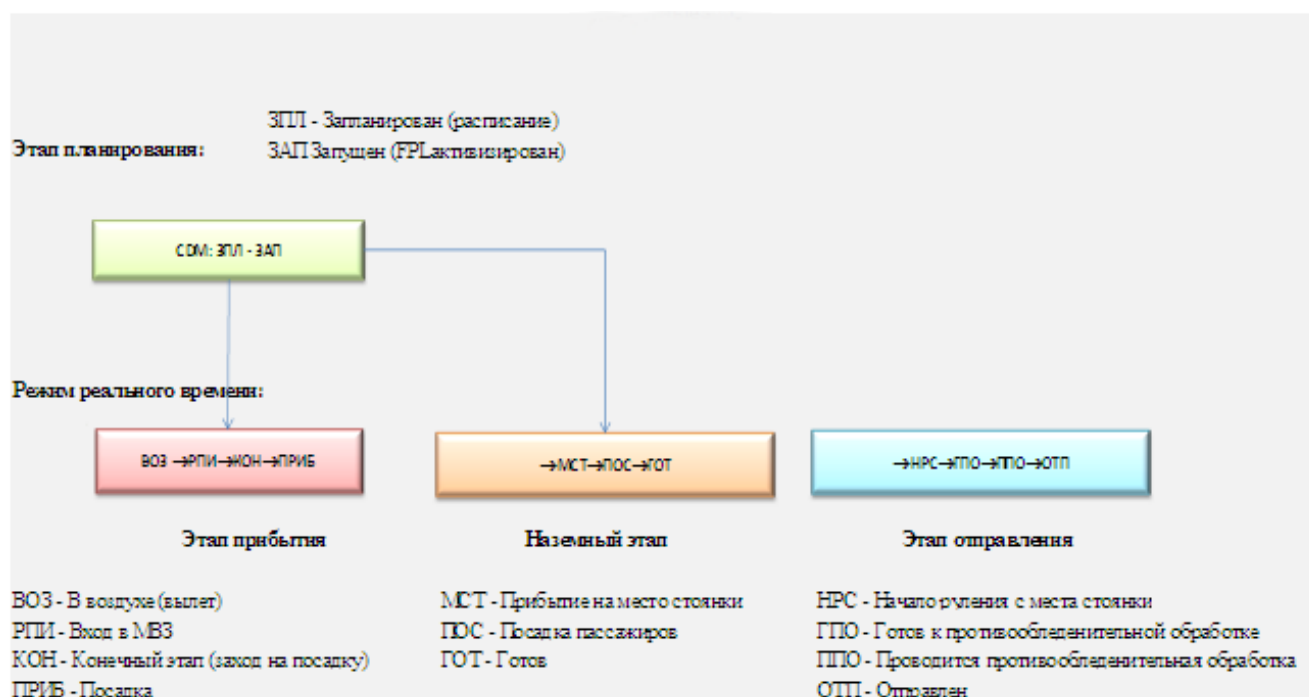 ЗПЛ - Запланирован (расписание)
Этап планирования:
ЗАП Запущен (FPLактивизирован)
CDM: ЗПЛ - ЗАП
Режим реального времени:
ВОЗ →РПИ→КОН→ПРИБ
→МСТ→ПОС→ГОТ
→НРС→ГПО→ППО→ОТП
Этап прибытия
Наземный этап
Этап отправления
ВОЗ - В воздухе (вылет)
РПИ - Вход в МВЗ
КОН - Конечный этап (заход на посадку)
ПРИБ - Посадка
МСТ - Прибытие на место стоянки
ПОС - Посадка пассажиров
ГОТ - Готов
НРС - Начало руления с места стоянки
ГПО - Готов к противообледенительной обработке
ППО - Проводится противообледенительная обработка
ОТП - Отправлен